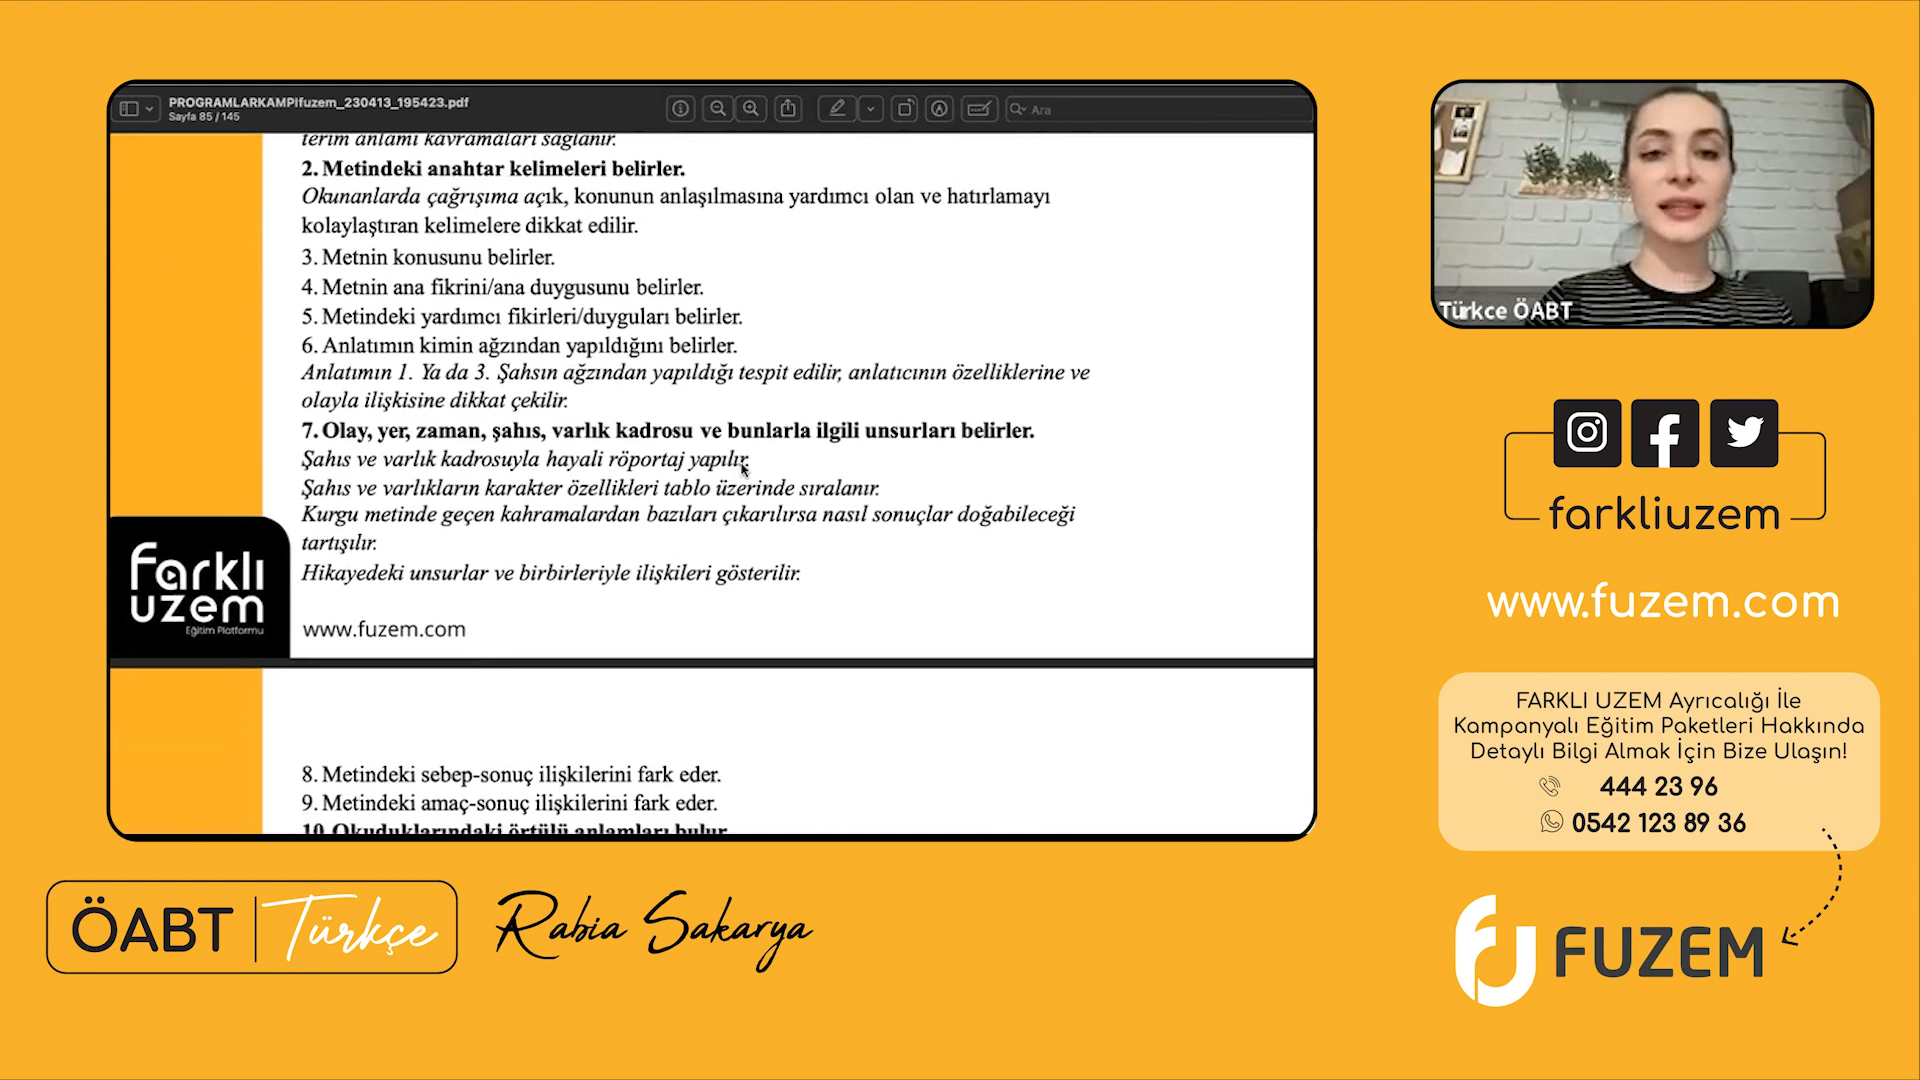 PROGRAMLARKAMPIfuzem_230413_195423.pdf
Sayfa 85 / 145
Ara
terim anlamı kavramaları sağlanır.
2. Metindeki anahtar kelimeleri belirler.
Okunanlarda çağrışıma açık, konunun anlaşılmasına yardımcı olan ve hatırlamayı
kolaylaştıran kelimelere dikkat edilir.
3. Metnin konusunu belirler.
4. Metnin ana fikrini/ana duygusunu belirler.
5. Metindeki yardımcı fikirleri/duyguları belirler.
6. Anlatımın kimin ağzından yapıldığını belirler.
Anlatımın 1. Ya da 3. Şahsın ağzından yapıldığı tespit edilir, anlatıcının özelliklerine ve
olayla ilişkisine dikkat çekilir.
7. Olay, yer, zaman, şahıs, varlık kadrosu ve bunlarla ilgili unsurları belirler.
Şahıs ve varlık kadrosuyla hayali röportaj yapılır.
Şahıs ve varlıkların karakter özellikleri tablo üzerinde sıralanır.
Kurgu metinde geçen kahramalardan bazıları çıkarılırsa nasıl sonuçlar doğabileceği
tartışılır.
Hikayedeki unsurlar ve birbirleriyle ilişkileri gösterilir.
farklı
uzem
Eğitim Platformu
www.fuzem.com
8. Metindeki sebep-sonuç ilişkilerini fark eder.
9. Metindeki amaç-sonuç ilişkilerini fark eder.
10. Okuduklarındaki örtülü anlamları bulur.
Türkce ÖABT
farkliuzem
www.fuzem.com
FARKLI UZEM Ayrıcalığı İle
Kampanyalı Eğitim Paketleri Hakkında
Detaylı Bilgi Almak İçin Bize Ulaşın!
444 23 96
0542 123 89 36
ÖABT Türkçe
Rabia Sakarya
FUZEM